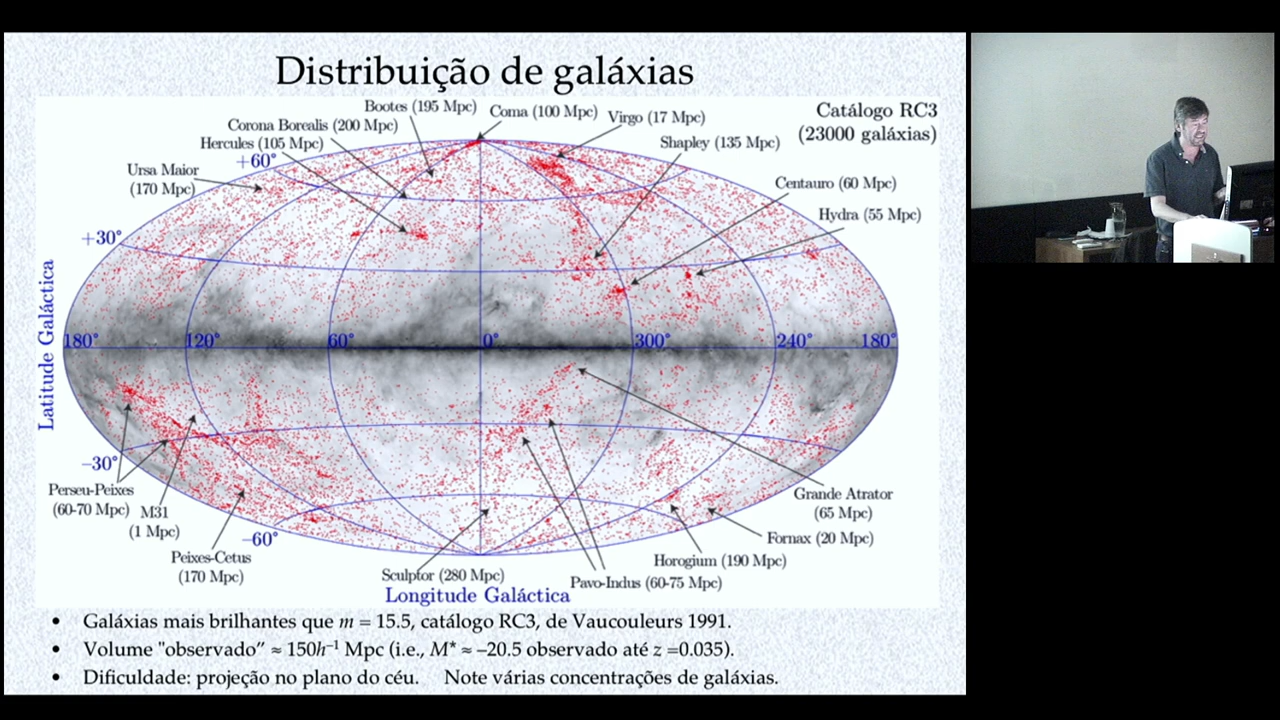 Distribuição de galáxias
Bootes (195 Mpc)
Coma (100 Mpc)
Virgo (17 Mpc)
Catálogo RC3
(23000 galáxias)
Corona Borealis (200 Mpc)
Hercules (105 Mpc)
Shapley (135 Mpc)
+60°
Ursa Maior
(170 Mpc)
Centauro (60 Mpc)
Hydra (55 Mpc)
+30°
Latitude Galáctica
180°
120°
60°
0°
300°
240°
180°
−30°
Perseu-Peixes
(60-70 Mpc)
M31
(1 Mpc)
Grande Atrator
(65 Mpc)
−60°
Fornax (20 Mpc)
Peixes-Cetus
(170 Mpc)
Horogium (190 Mpc)
Sculptor (280 Mpc)
Pavo-Indus (60-75 Mpc)
Longitude Galáctica
• Galáxias mais brilhantes que m = 15.5, catálogo RC3, de Vaucouleurs 1991.
• Volume "observado” ≈ 150h⁻¹ Mpc (i.e., M* ≈ –20.5 observado até z =0.035).
• Dificuldade: projeção no plano do céu. Note várias concentrações de galáxias.